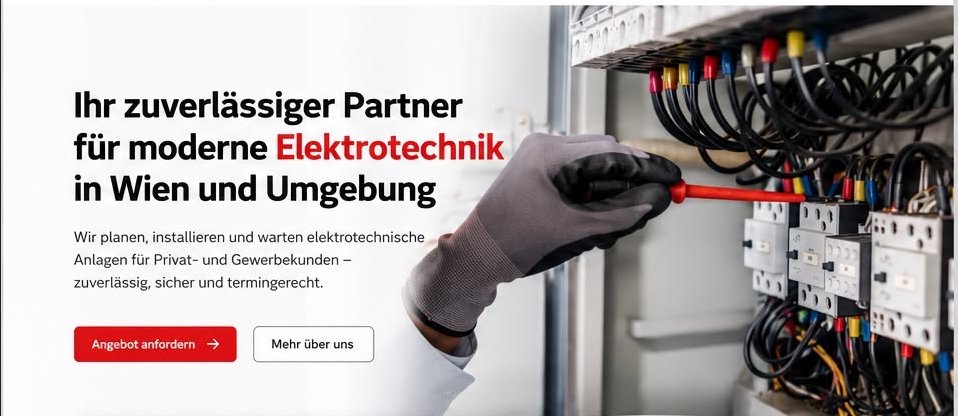 Ihr zuverlässiger Partner
für moderne Elektrotechnik
in Wien und Umgebung
Wir planen, installieren und warten elektrotechnische
Anlagen für Privat- und Gewerbekunden –
zuverlässig, sicher und termingerecht.
Angebot anfordern →
Mehr über uns